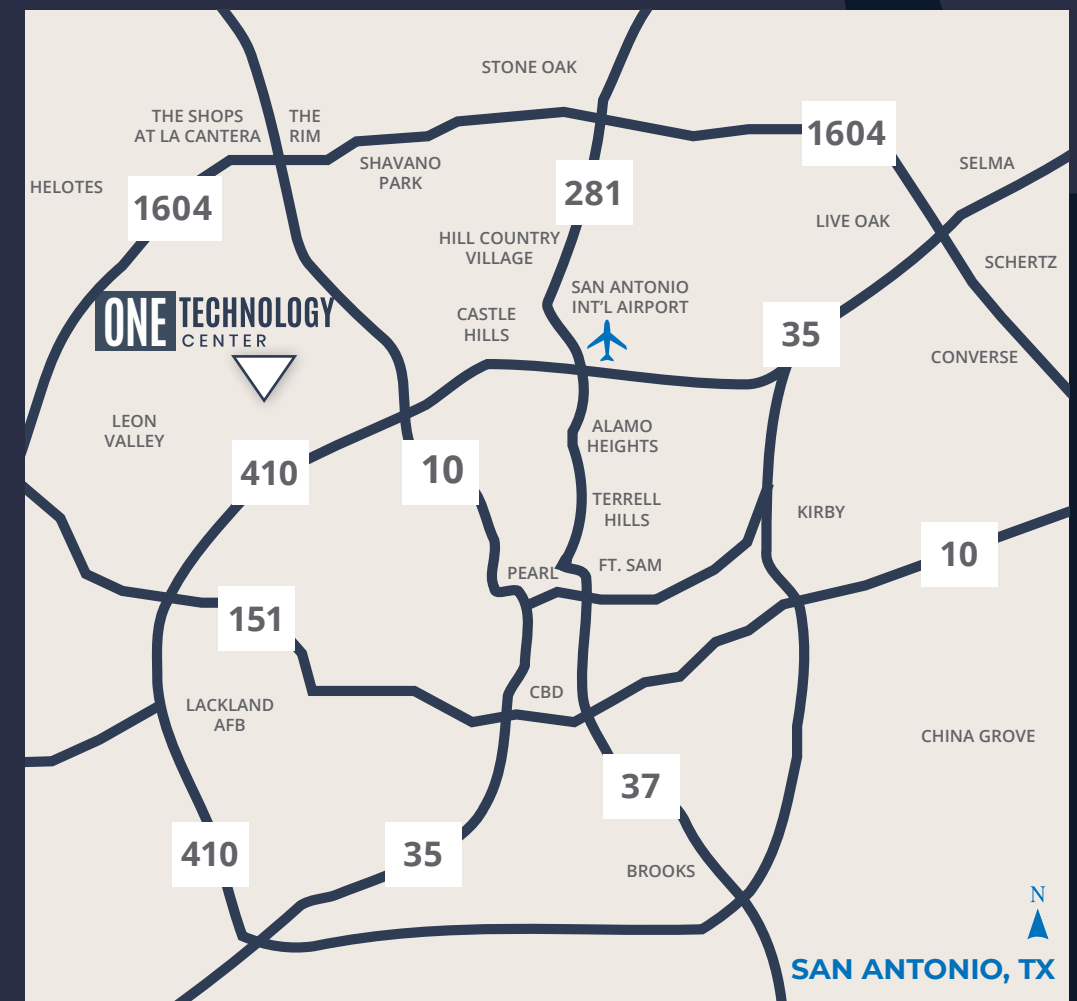 STONE OAK
THE SHOPS
AT LA CANTERA
THE
RIM
1604
SHAVANO
PARK
SELMA
HELOTES
1604
281
LIVE OAK
HILL COUNTRY
VILLAGE
SCHERTZ
SAN ANTONIO
INT'L AIRPORT
ONE TECHNOLOGY
CENTER
CASTLE
HILLS
35
CONVERSE
LEON
VALLEY
ALAMO
HEIGHTS
410
10
TERRELL
HILLS
KIRBY
10
PEARL
FT. SAM
151
CBD
LACKLAND
AFB
CHINA GROVE
37
410
35
BROOKS
N
SAN ANTONIO, TX